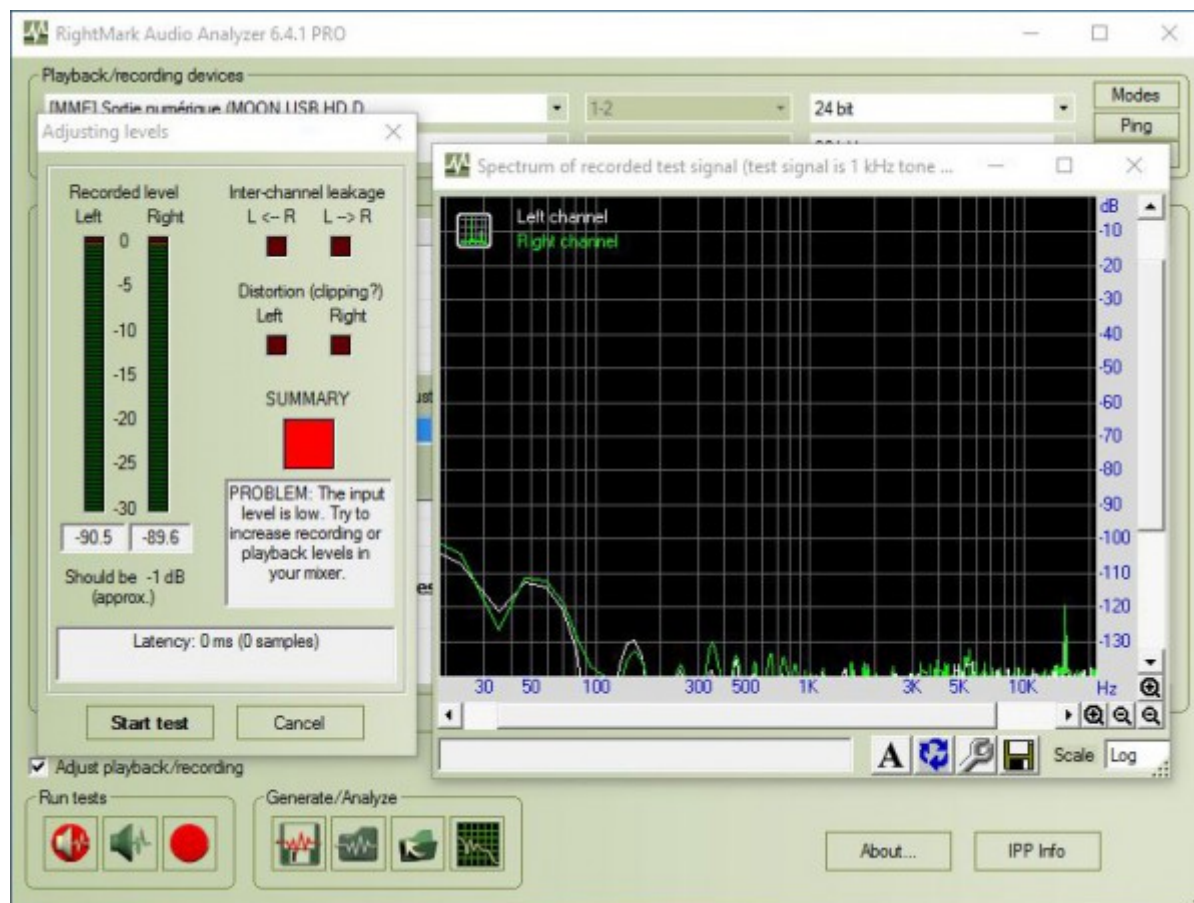 RightMark Audio Analyzer 6.4.1 PRO
Playback/recording devices
[MME] Sortie numérique (MOON USB HD D
1-2
24 bit
Modes
Ping
Adjusting levels
Recorded level
Left Right
0
-5
-10
-15
-20
-25
-30
-90.5 -89.6
Should be -1 dB
(approx.)
Inter-channel leakage
L <-- R L --> R
Distortion (clipping?)
Left Right
SUMMARY
PROBLEM: The input
level is low. Try to
increase recording or
playback levels in
your mixer.
Latency: 0 ms (0 samples)
Start test Cancel
Spectrum of recorded test signal (test signal is 1 kHz tone ...
Left channel
Right channel
dB
-10
-20
-30
-40
-50
-60
-70
-80
-90
-100
-110
-120
-130
30 50 100 300 500 1K 3K 5K 10K Hz
A
Scale Log
Adjust playback/recording
Run tests
Generate/Analyze
About...
IPP Info